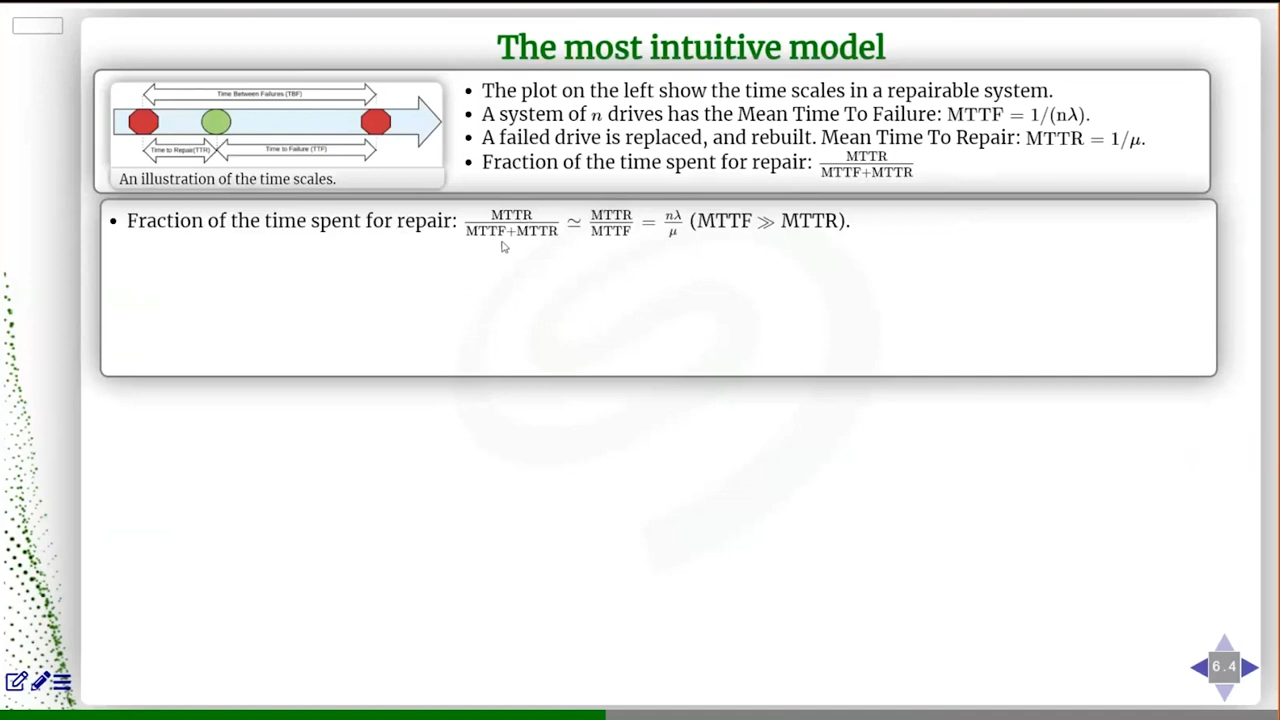 The most intuitive model
Time Between Failures (TBF)
Time to Repair(TTR)
Time to Failure (TTF)
An illustration of the time scales.
• The plot on the left show the time scales in a repairable system.
• A system of n drives has the Mean Time To Failure: MTTF = 1/(nλ).
• A failed drive is replaced, and rebuilt. Mean Time To Repair: MTTR = 1/μ.
• Fraction of the time spent for repair: MTTR/(MTTF+MTTR)
• Fraction of the time spent for repair: MTTR/(MTTF+MTTR) ≃ MTTR/MTTF = nλ/μ (MTTF ≫ MTTR).
6.4